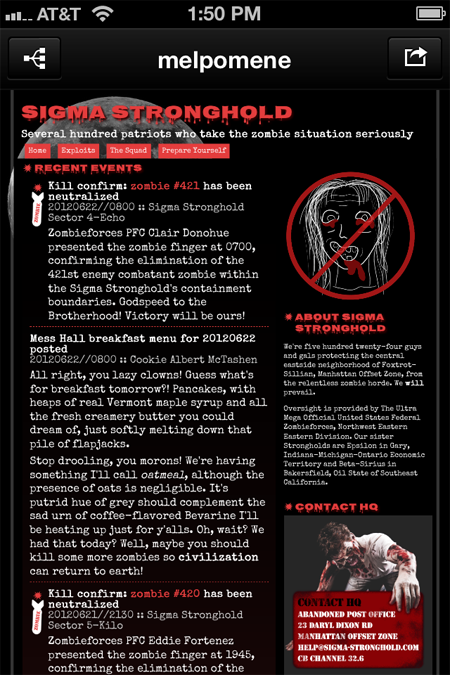 AT&T
1:50 PM
melpomene
SIGMA STRONGHOLD
Several hundred patriots who take the zombie situation seriously
Home Exploits The Squad Prepare Yourself
RECENT EVENTS
Kill confirm: zombie #421 has been
neutralized
20120622//0800 :: Sigma Stronghold
Sector 4-Echo
Zombieforces PFC Clair Donohue
presented the zombie finger at 0700,
confirming the elimination of the
421st enemy combatant zombie within
the Sigma Stronghold's containment
boundaries. Godspeed to the
Brotherhood! Victory will be ours!
Mess Hall breakfast menu for 20120622
posted
20120622//0800 :: Cookie Albert McTashen
All right, you lazy clowns! Guess what's
for breakfast tomorrow?! Pancakes, with
heaps of real Vermont maple syrup and all
the fresh creamery butter you could
dream of, just softly melting down that
pile of flapjacks.
Stop drooling, you morons! We're having
something I'll call oatmeal, although the
presence of oats is negligible. It's
putrid hue of grey should complement the
sad urn of coffee-flavored Bevarine I'll
be heating up just for y'alls. Oh, wait? We
had that today? Well, maybe you should
kill some more zombies so civilization
can return to earth!
Kill confirm: zombie #420 has been
neutralized
20120621//2130 :: Sigma Stronghold
Sector 5-Kilo
Zombieforces PFC Eddie Fortenez
presented the zombie finger at 1945,
confirming the elimination of the
ABOUT SIGMA
STRONGHOLD
We're five hundred twenty-four guys
and gals protecting the central
eastside neighborhood of Foxtrot-
Sillian, Manhattan Offset Zone, from
the relentless zombie horde. We will
prevail.
Oversight is provided by The Ultra
Mega Official United States Federal
Zombieforces, Northwest Eastern
Eastern Division. Our sister
Strongholds are Epsilon in Gary,
Indiana-Michigan-Ontario Economic
Territory and Beta-Sirius in
Bakersfield, Oil State of Southeast
California.
CONTACT HQ
CONTACT HQ
ABANDONED POST OFFICE
23 DARYL DIXON RD
MANHATTAN OFFSET ZONE
HELP@SIGMA-STRONGHOLD.COM
CB CHANNEL 32.6